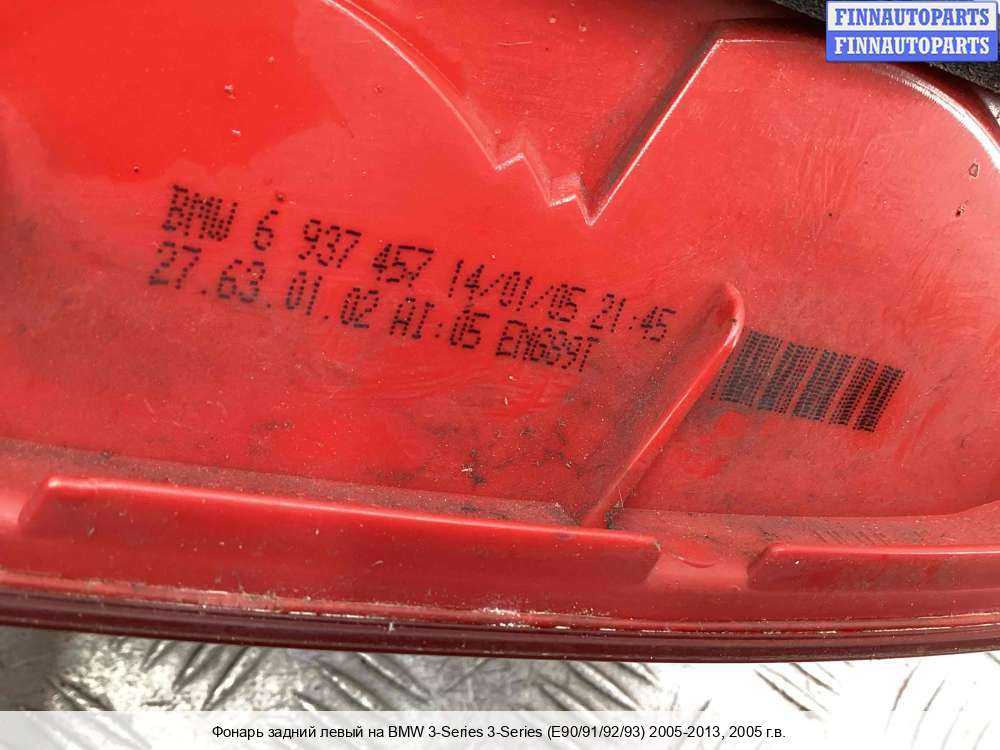 FINNAUTOPARTS
FINNAUTOPARTS
BMW 6 937 457 14/01/05 21:45
27.63.01.02 AI:05 EN689T
Фонарь задний левый на BMW 3-Series 3-Series (E90/91/92/93) 2005-2013, 2005 г.в.